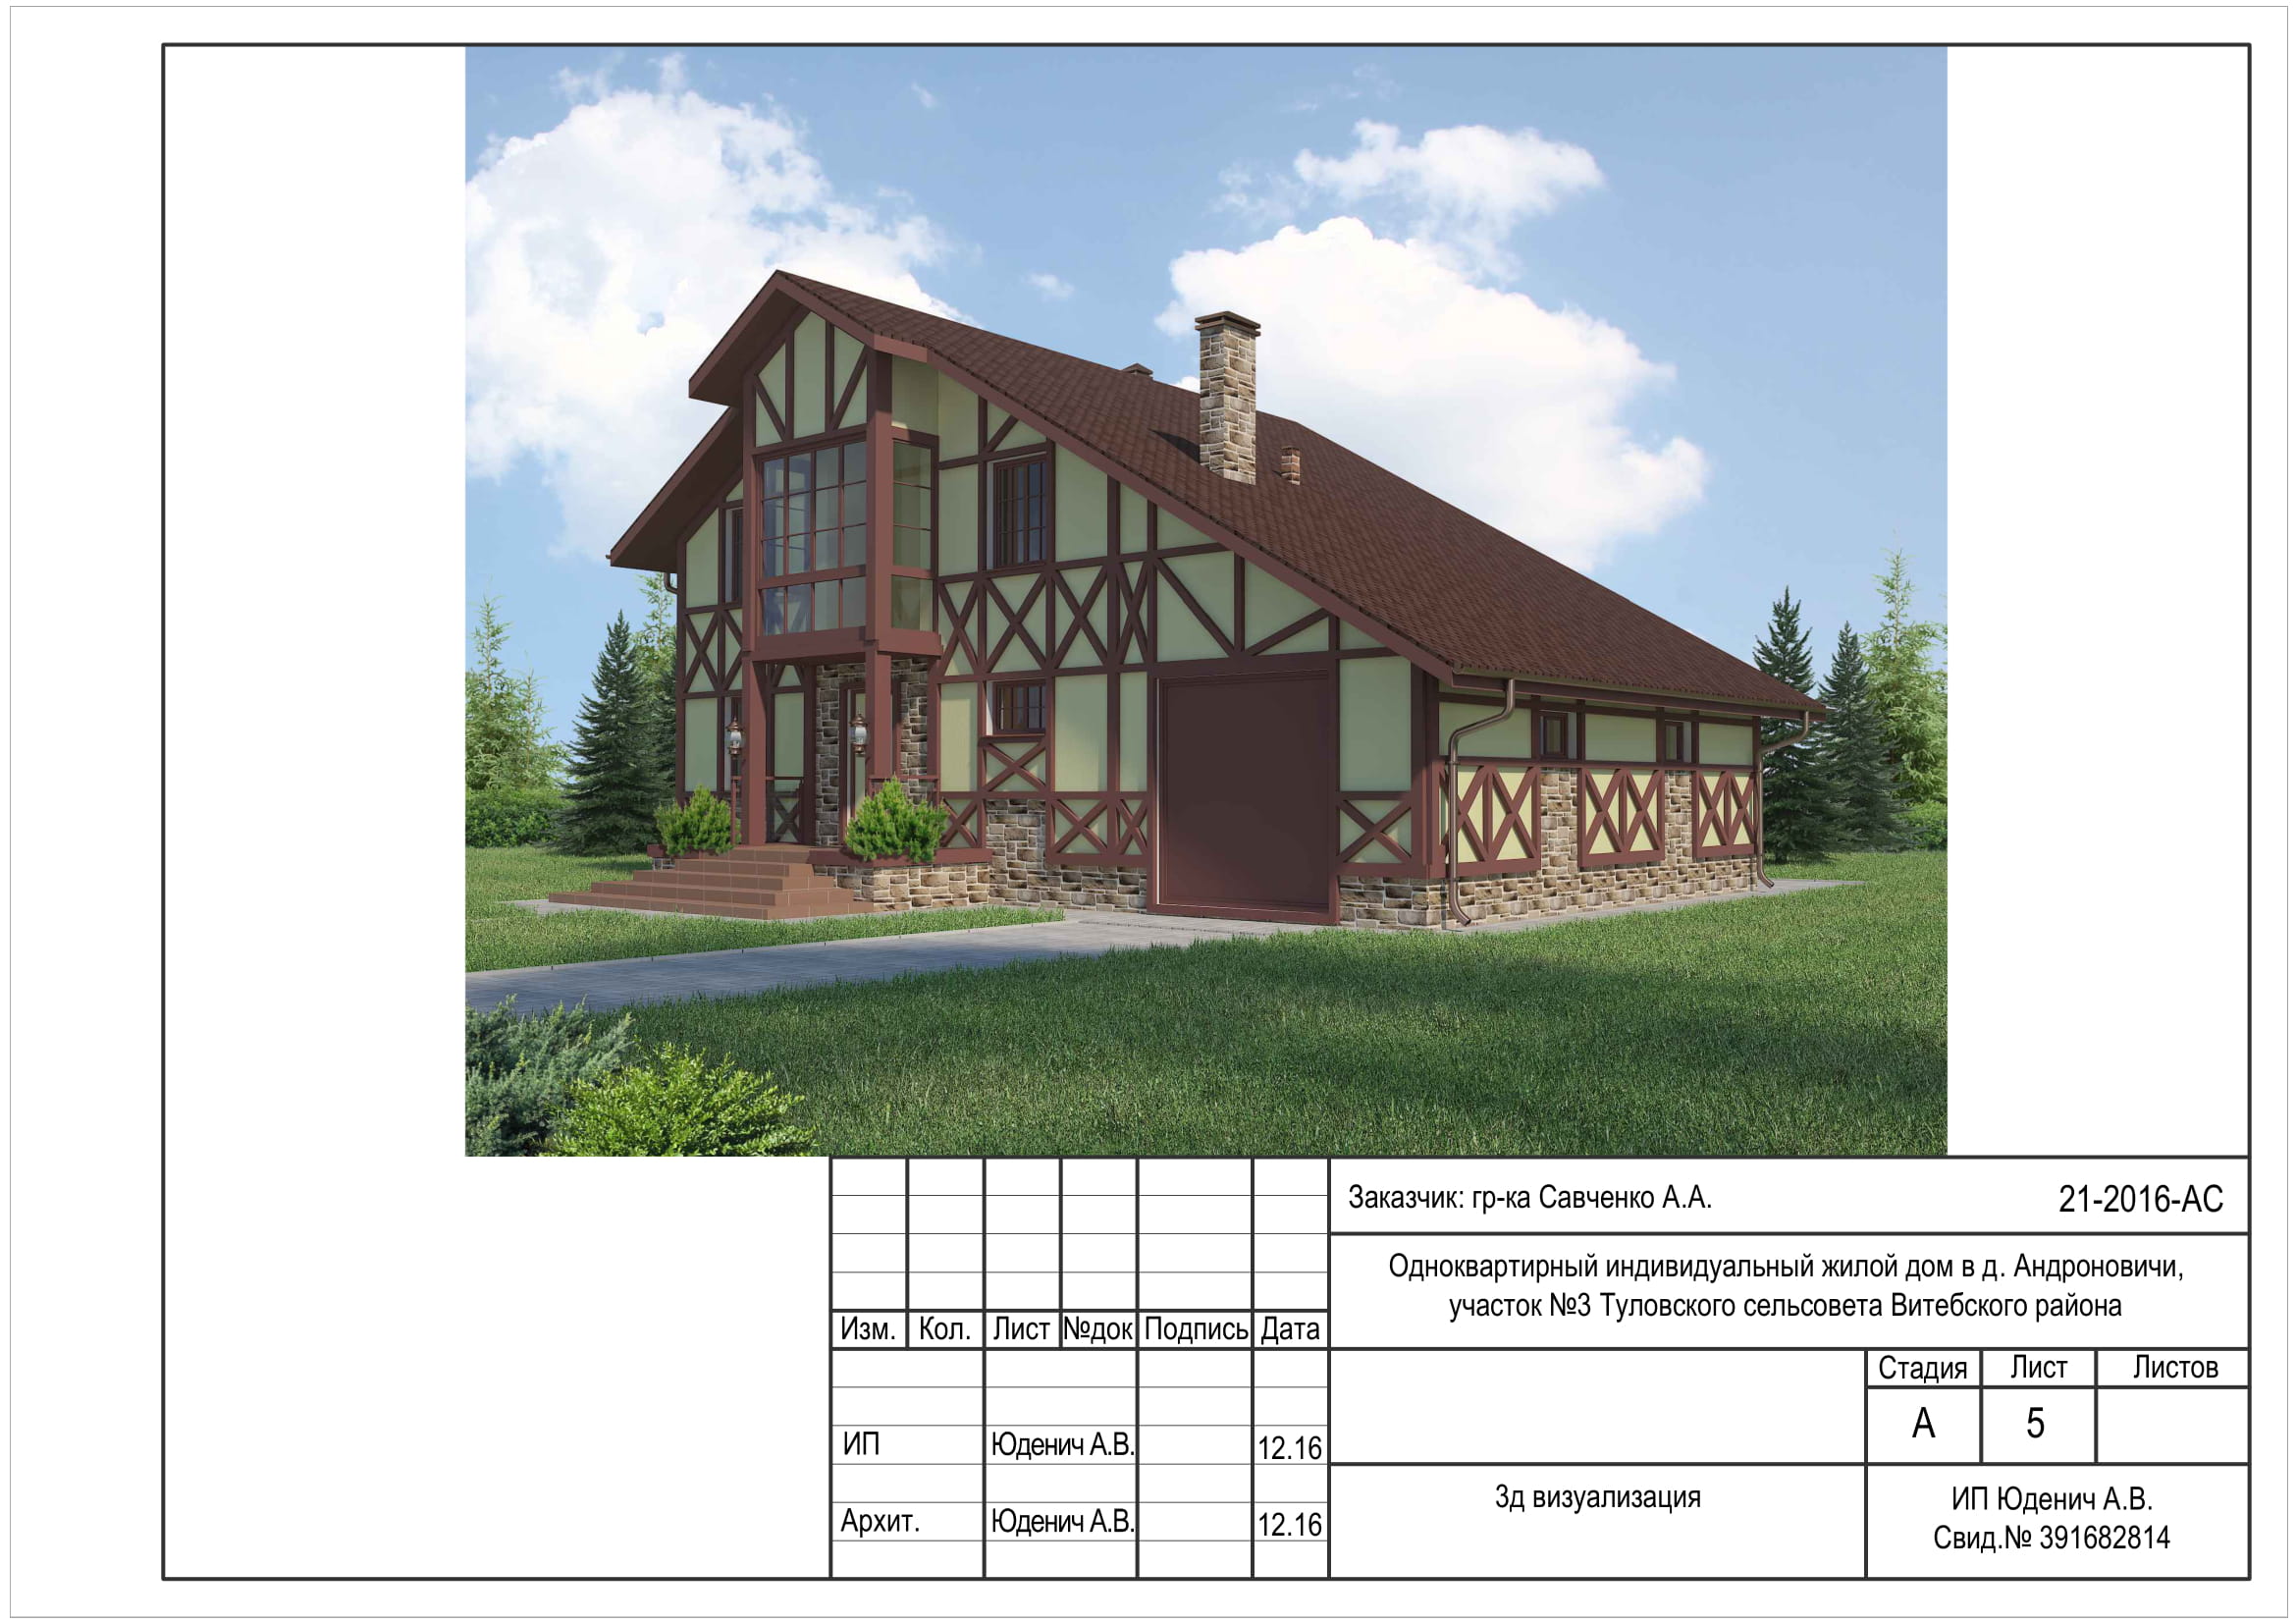 Заказчик: гр-ка Савченко А.А.
21-2016-АС
Одноквартирный индивидуальный жилой дом в д. Андроновичи,
участок №3 Туловского сельсовета Витебского района
Изм. Кол. Лист №док Подпись Дата
Стадия Лист Листов
А 5
ИП Юденич А.В. 12.16
Архит. Юденич А.В. 12.16
3д визуализация
ИП Юденич А.В.
Свид.№ 391682814